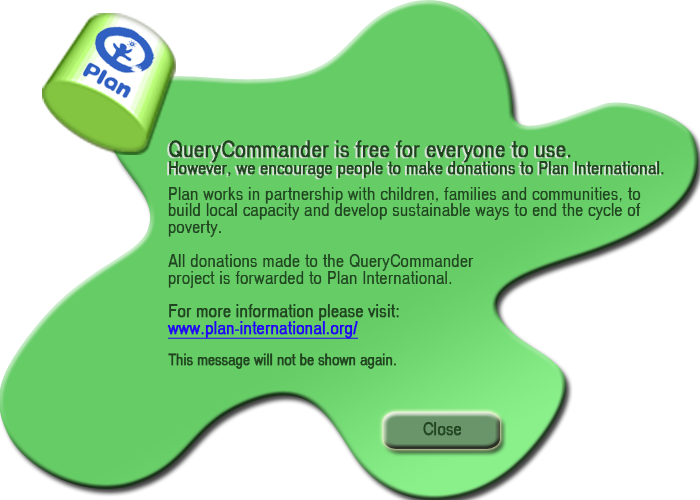 Plan
QueryCommander is free for everyone to use.
However, we encourage people to make donations to Plan International.
Plan works in partnership with children, families and communities, to
build local capacity and develop sustainable ways to end the cycle of
poverty.
All donations made to the QueryCommander
project is forwarded to Plan International.
For more information please visit:
www.plan-international.org/
This message will not be shown again.
Close